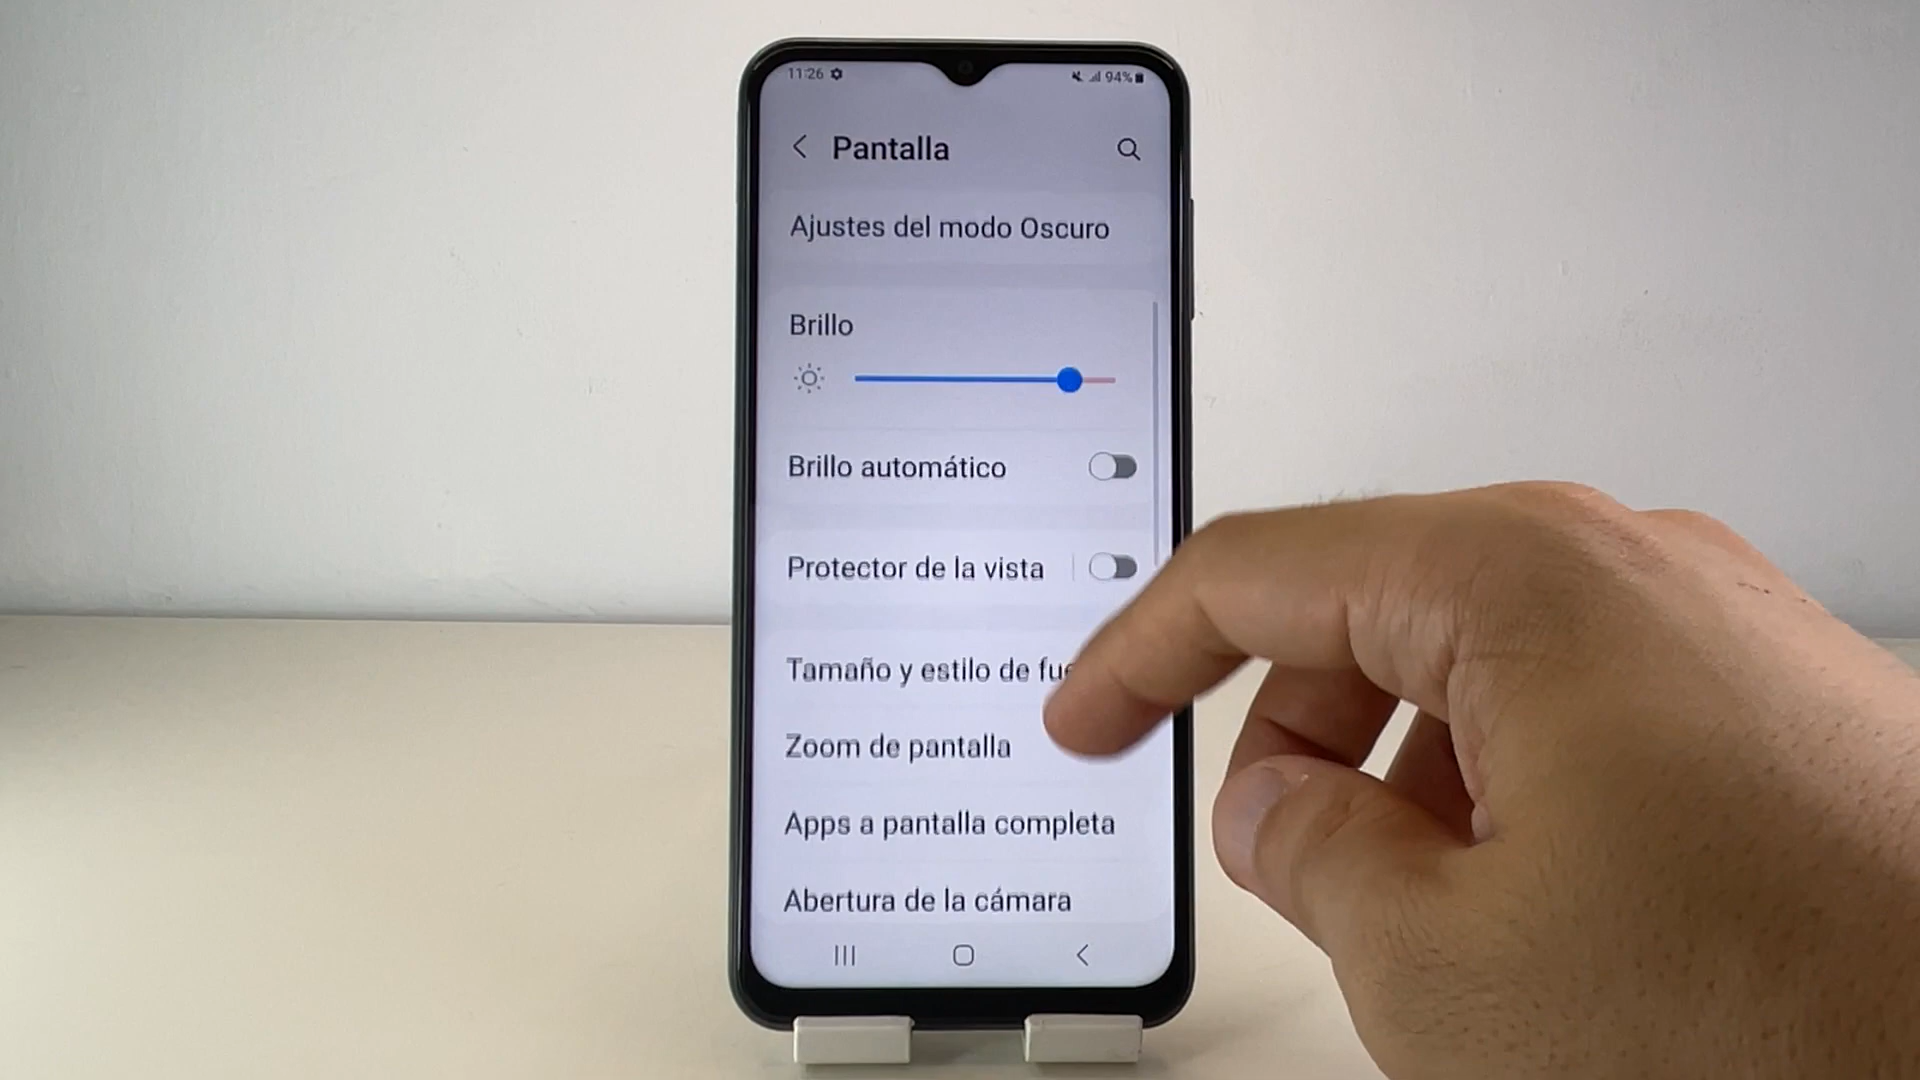 11:26
94%
Pantalla
Ajustes del modo Oscuro
Brillo
Brillo automático
Protector de la vista
Tamaño y estilo de
Zoom de pantalla
Apps a pantalla completa
Abertura de la cámara